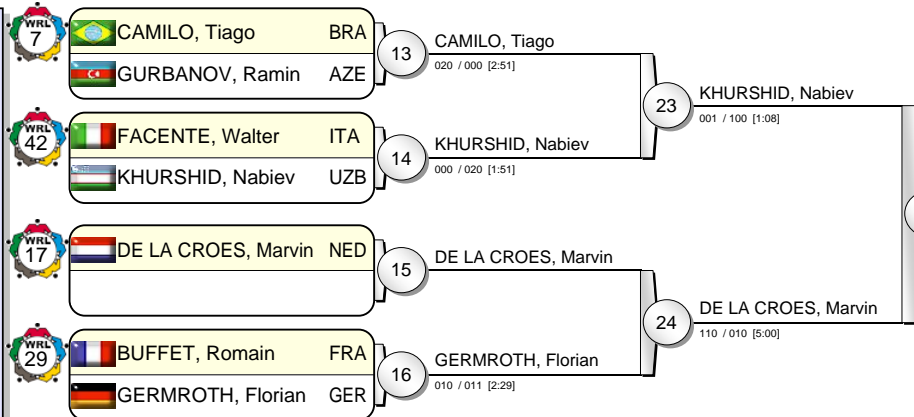 WRL 7 CAMILO, Tiago BRA
GURBANOV, Ramin AZE
13 CAMILO, Tiago
020 / 000 [2:51]
WRL 42 FACENTE, Walter ITA
KHURSHID, Nabiev UZB
14 KHURSHID, Nabiev
000 / 020 [1:51]
23 KHURSHID, Nabiev
001 / 100 [1:08]
WRL 17 DE LA CROES, Marvin NED
15 DE LA CROES, Marvin
WRL 29 BUFFET, Romain FRA
GERMROTH, Florian GER
16 GERMROTH, Florian
010 / 011 [2:29]
24 DE LA CROES, Marvin
110 / 010 [5:00]